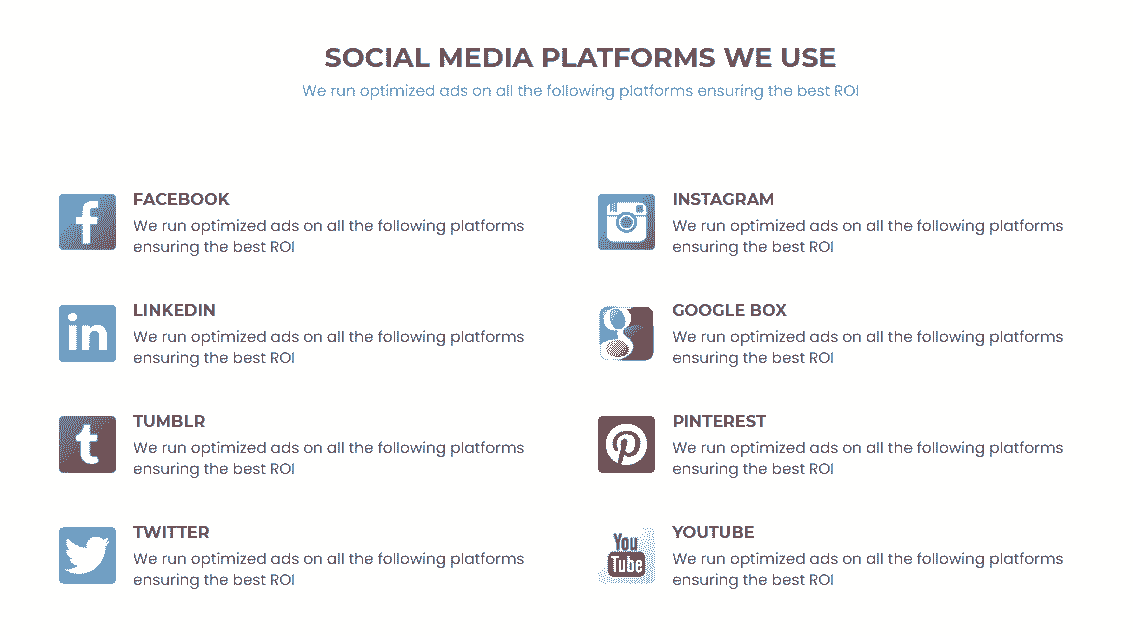 SOCIAL MEDIA PLATFORMS WE USE
We run optimized ads on all the following platforms ensuring the best ROI
FACEBOOK
We run optimized ads on all the following platforms
ensuring the best ROI
INSTAGRAM
We run optimized ads on all the following platforms
ensuring the best ROI
LINKEDIN
We run optimized ads on all the following platforms
ensuring the best ROI
GOOGLE BOX
We run optimized ads on all the following platforms
ensuring the best ROI
TUMBLR
We run optimized ads on all the following platforms
ensuring the best ROI
PINTEREST
We run optimized ads on all the following platforms
ensuring the best ROI
TWITTER
We run optimized ads on all the following platforms
ensuring the best ROI
You
Tube
YOUTUBE
We run optimized ads on all the following platforms
ensuring the best ROI